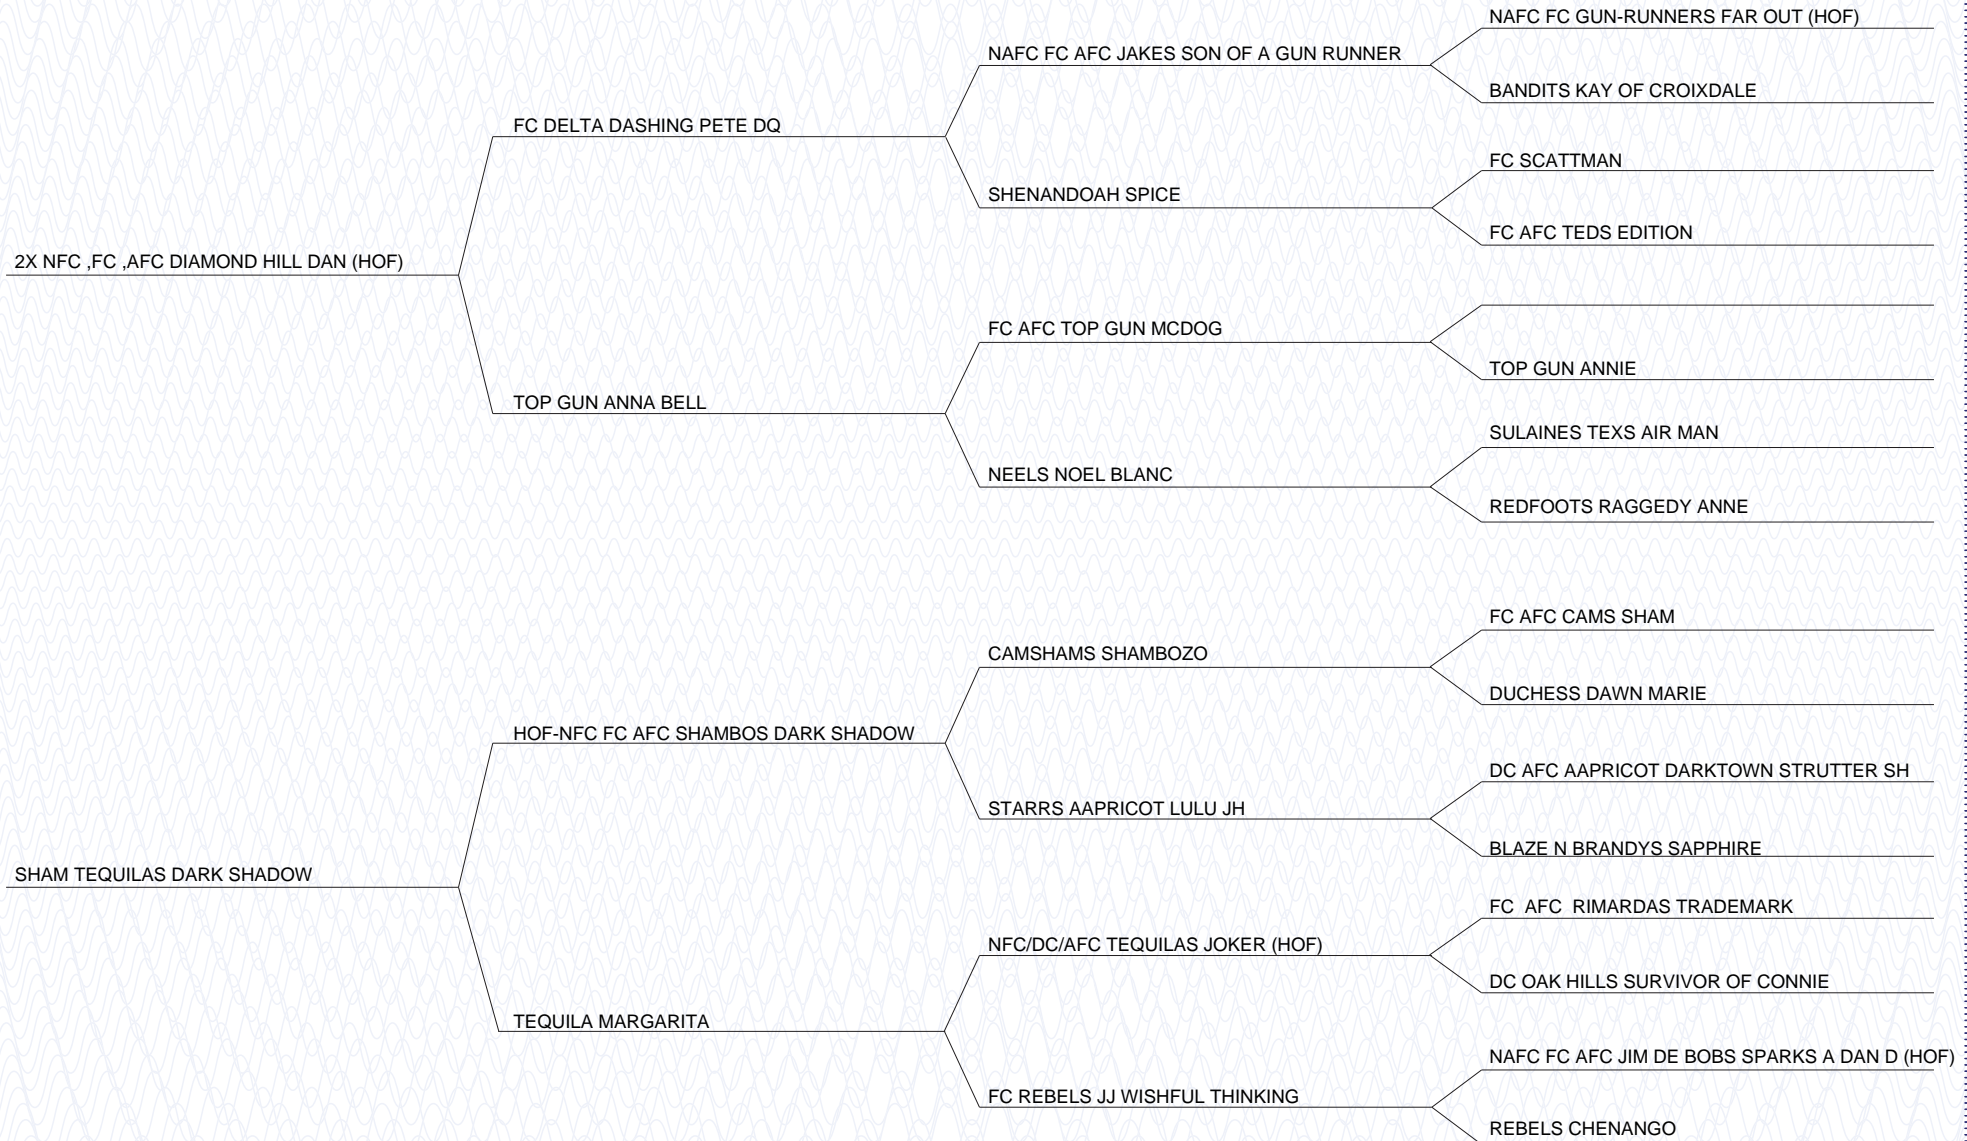 NAFC FC GUN-RUNNERS FAR OUT (HOF)
NAFC FC AFC JAKES SON OF A GUN RUNNER
BANDITS KAY OF CROIXDALE
FC DELTA DASHING PETE DQ
FC SCATTMAN
SHENANDOAH SPICE
FC AFC TEDS EDITION
2X NFC ,FC ,AFC DIAMOND HILL DAN (HOF)
FC AFC TOP GUN MCDOG
TOP GUN ANNIE
TOP GUN ANNA BELL
SULAINES TEXS AIR MAN
NEELS NOEL BLANC
REDFOOTS RAGGEDY ANNE
FC AFC CAMS SHAM
CAMSHAMS SHAMBOZO
DUCHESS DAWN MARIE
HOF-NFC FC AFC SHAMBOS DARK SHADOW
DC AFC AAPRICOT DARKTOWN STRUTTER SH
STARRS AAPRICOT LULU JH
BLAZE N BRANDYS SAPPHIRE
SHAM TEQUILAS DARK SHADOW
FC  AFC  RIMARDAS TRADEMARK
NFC/DC/AFC TEQUILAS JOKER (HOF)
DC OAK HILLS SURVIVOR OF CONNIE
TEQUILA MARGARITA
NAFC FC AFC JIM DE BOBS SPARKS A DAN D (HOF)
FC REBELS JJ WISHFUL THINKING
REBELS CHENANGO